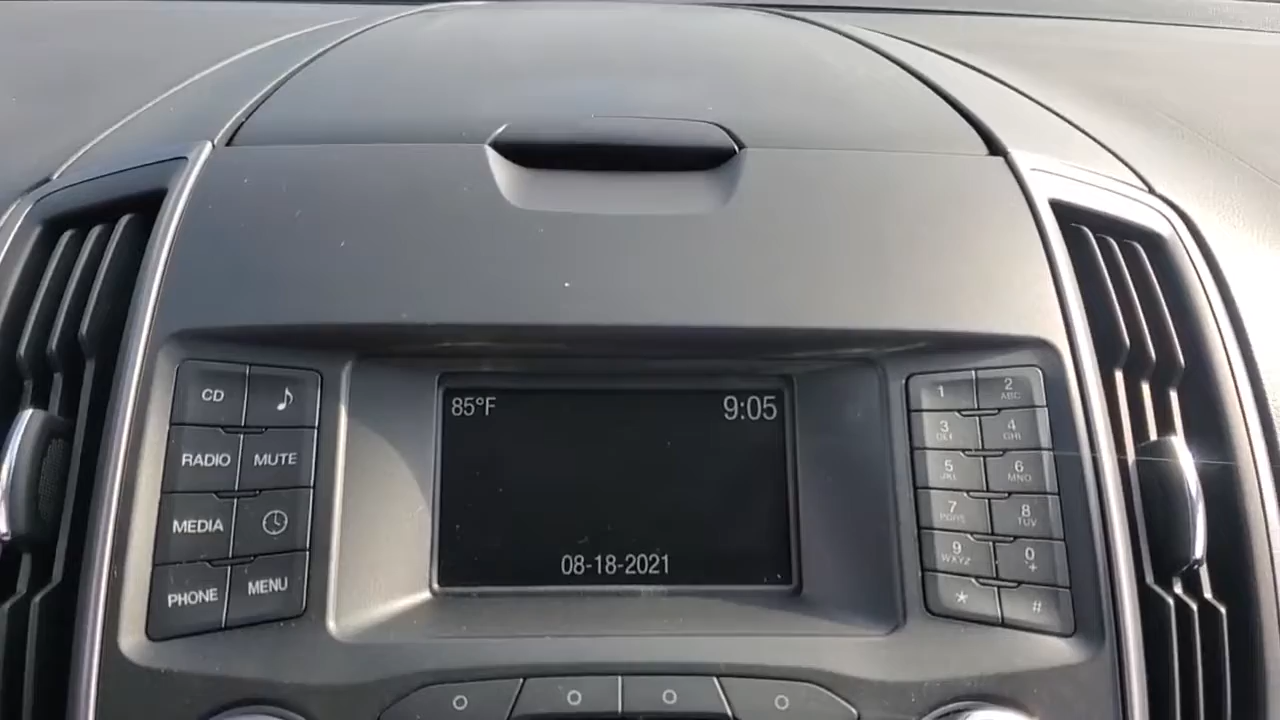 CD
RADIO MUTE
MEDIA
PHONE MENU
85°F 9:05
08-18-2021
1 2 ABC
3 DEF 4 GHI
5 JKL 6 MNO
7 PQRS 8 TUV
9 WXYZ 0 +
* #